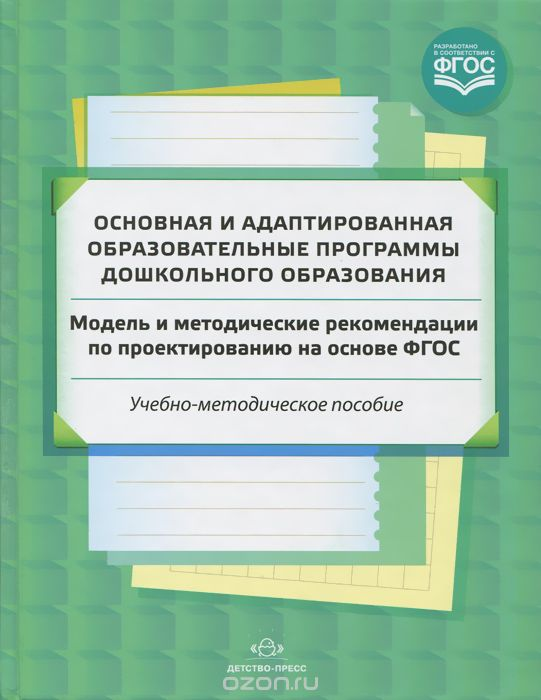 РАЗРАБОТАНО
В СООТВЕТСТВИИ С
ФГОС
ОСНОВНАЯ И АДАПТИРОВАННАЯ
ОБРАЗОВАТЕЛЬНЫЕ ПРОГРАММЫ
ДОШКОЛЬНОГО ОБРАЗОВАНИЯ
Модель и методические рекомендации
по проектированию на основе ФГОС
Учебно-методическое пособие
ДЕТСТВО-ПРЕСС
ozon.ru